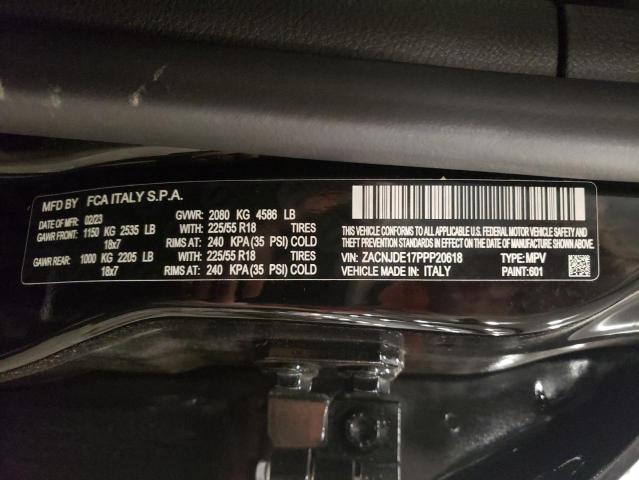 MFD BY FCA ITALY S.P.A.
DATE OF MFR: 02/23 GVWR: 2080 KG 4586 LB
GAWR FRONT: 1150 KG 2535 LB WITH: 225/55 R18 TIRES
18x7 RIMS AT: 240 KPA (35 PSI) COLD
GAWR REAR: 1000 KG 2205 LB WITH: 225/55 R18 TIRES
18x7 RIMS AT: 240 KPA (35 PSI) COLD
THIS VEHICLE CONFORMS TO ALL APPLICABLE U.S. FEDERAL MOTOR VEHICLE SAFETY,
BUMPER, AND THEFT PREVENTION STANDARDS IN EFFECT ON THE DATE OF MANUFACTURE SHOWN ABOVE.
VIN: ZACNJDE17PPP20618 TYPE: MPV
VEHICLE MADE IN: ITALY PAINT: 601